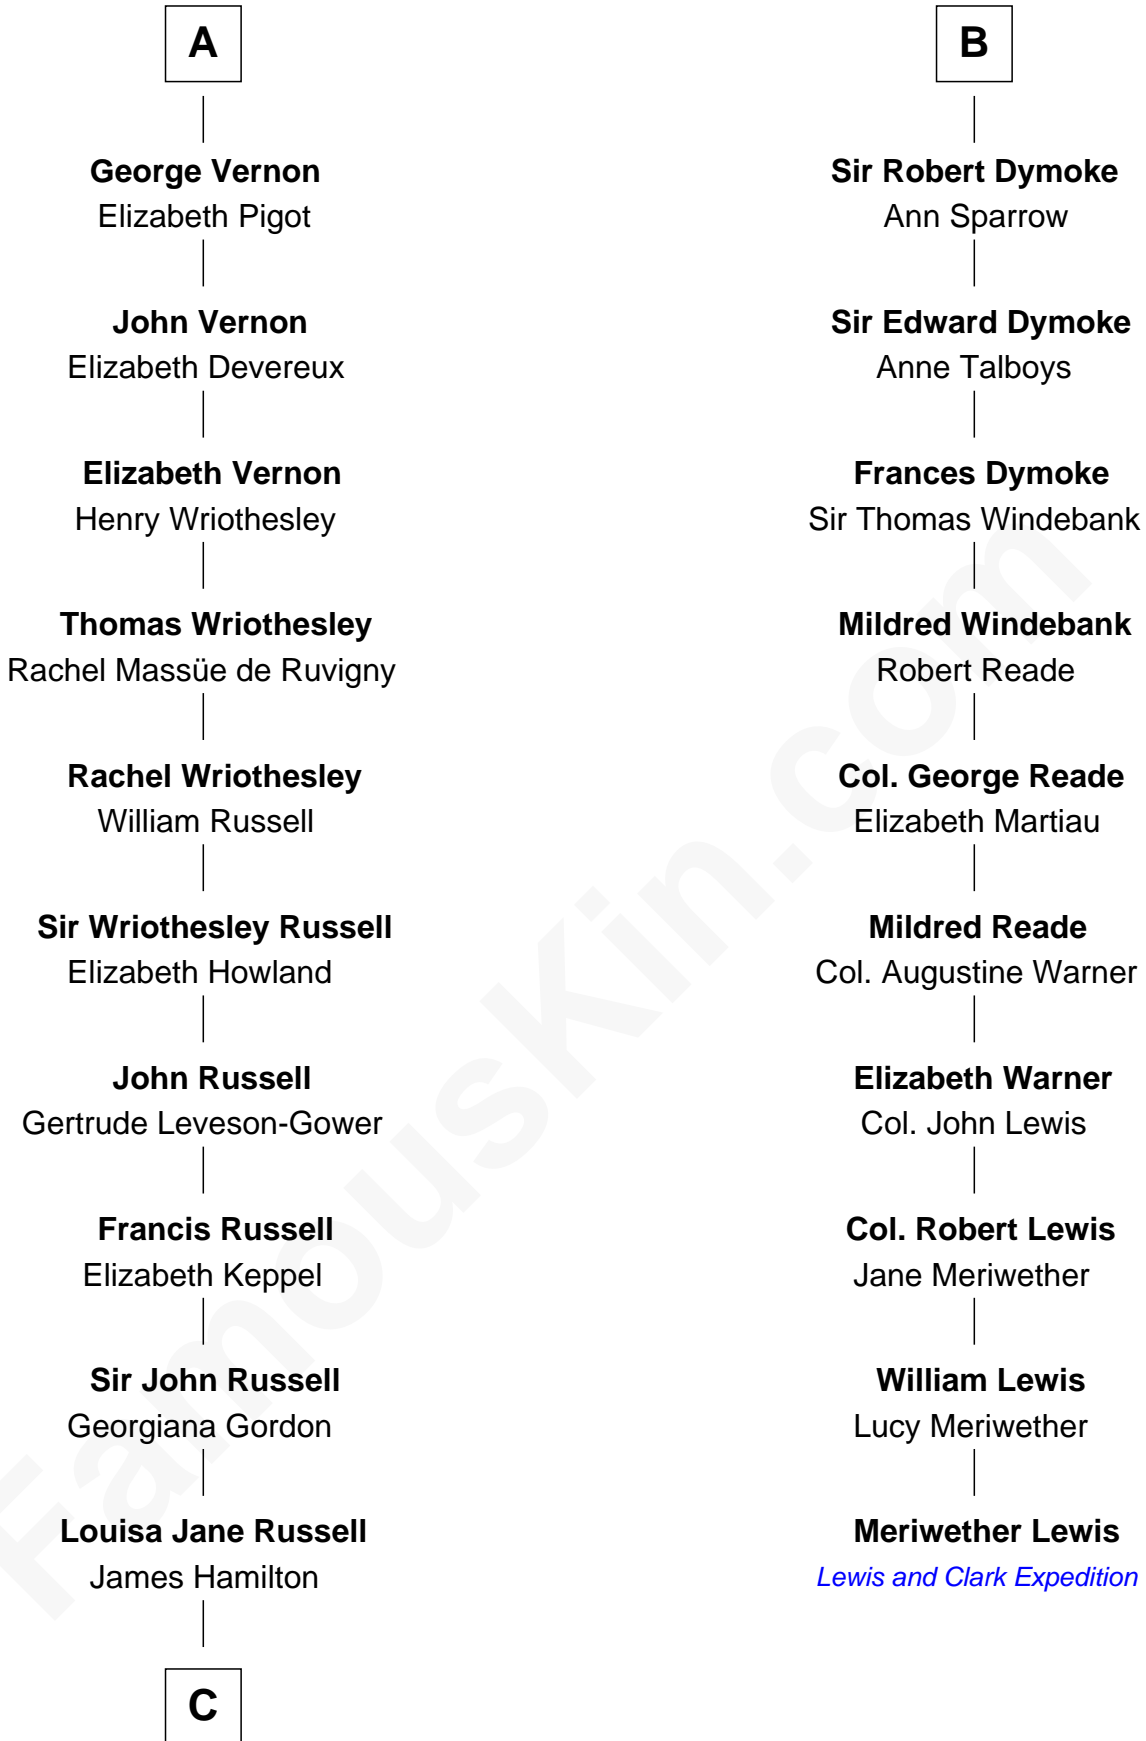 A
George Vernon
Elizabeth Pigot
John Vernon
Elizabeth Devereux
Elizabeth Vernon
Henry Wriothesley
Thomas Wriothesley
Rachel Massüe de Ruvigny
Rachel Wriothesley
William Russell
Sir Wriothesley Russell
Elizabeth Howland
John Russell
Gertrude Leveson-Gower
Francis Russell
Elizabeth Keppel
Sir John Russell
Georgiana Gordon
Louisa Jane Russell
James Hamilton
C
B
Sir Robert Dymoke
Ann Sparrow
Sir Edward Dymoke
Anne Talboys
Frances Dymoke
Sir Thomas Windebank
Mildred Windebank
Robert Reade
Col. George Reade
Elizabeth Martiau
Mildred Reade
Col. Augustine Warner
Elizabeth Warner
Col. John Lewis
Col. Robert Lewis
Jane Meriwether
William Lewis
Lucy Meriwether
Meriwether Lewis
Lewis and Clark Expedition
FamousKin.com